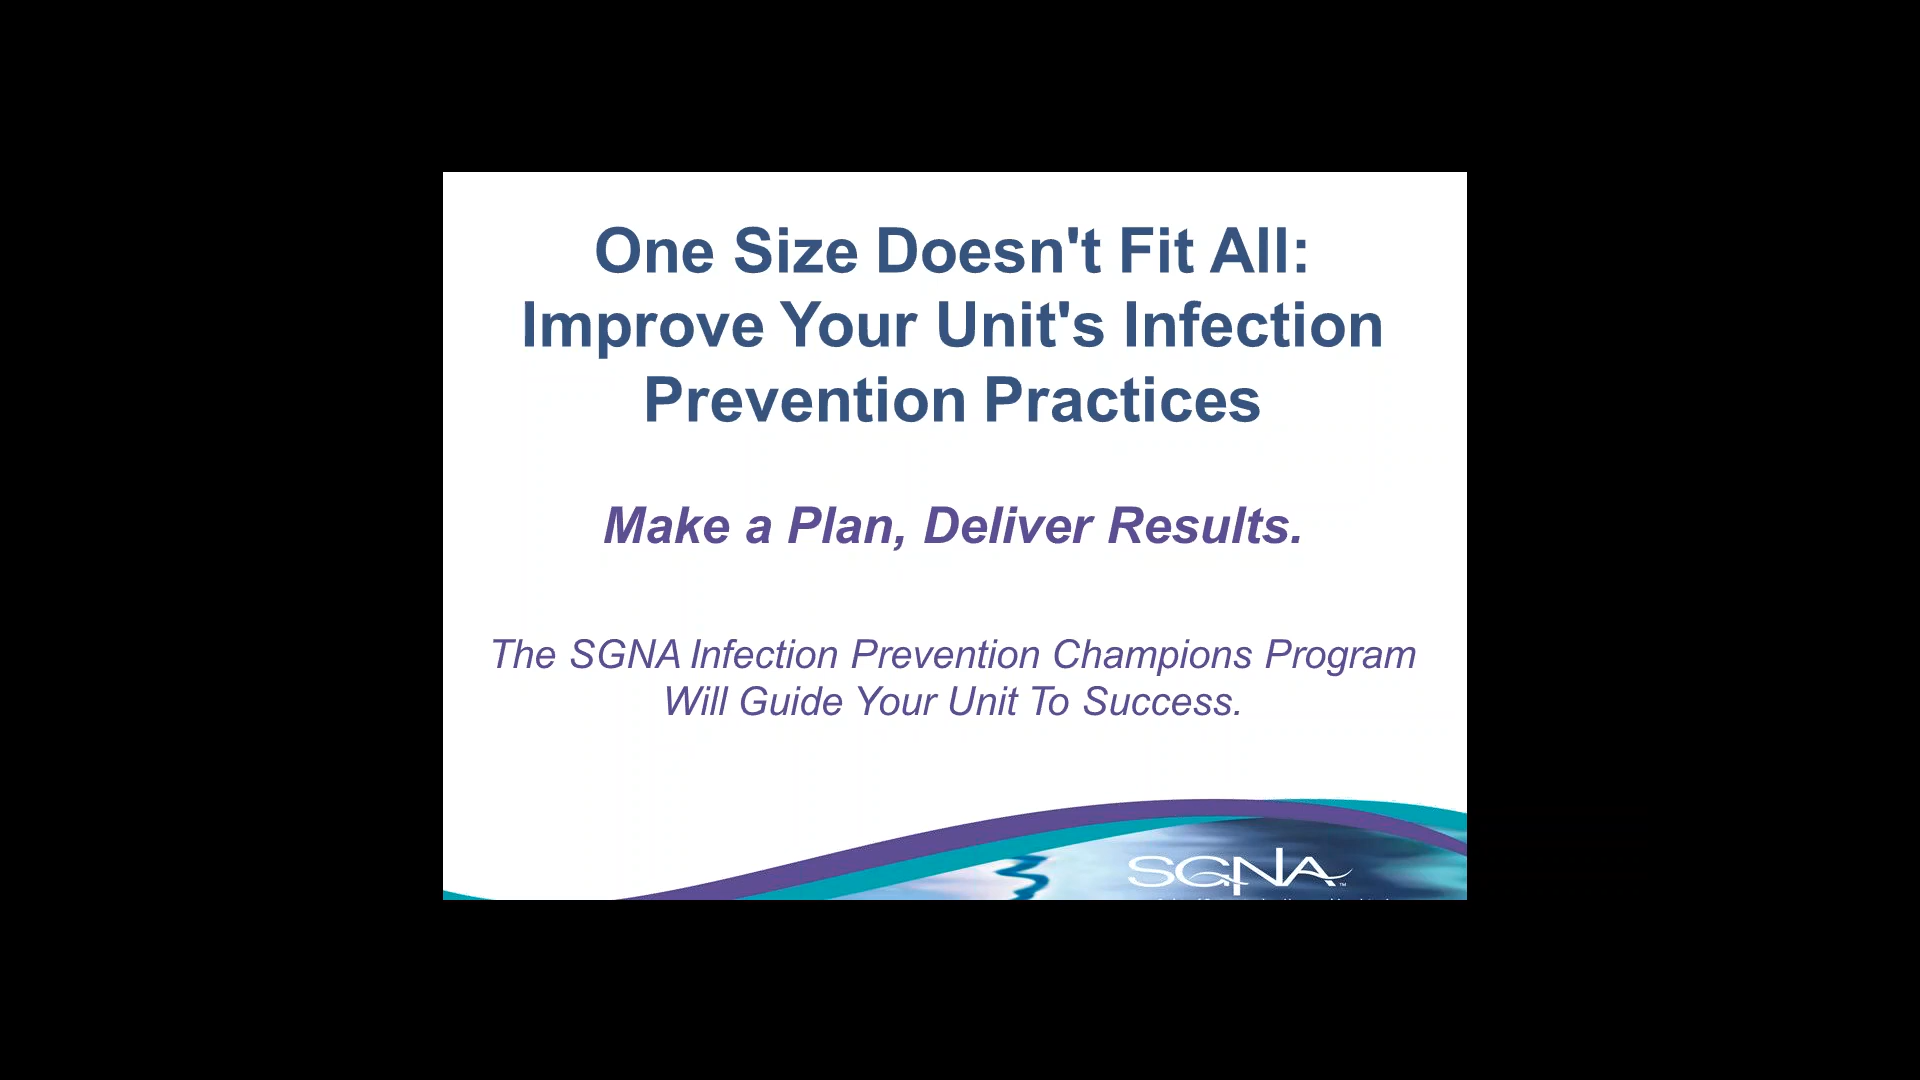 One Size Doesn't Fit All:
Improve Your Unit's Infection
Prevention Practices
Make a Plan, Deliver Results.
The SGNA Infection Prevention Champions Program
Will Guide Your Unit To Success.
SGNA™